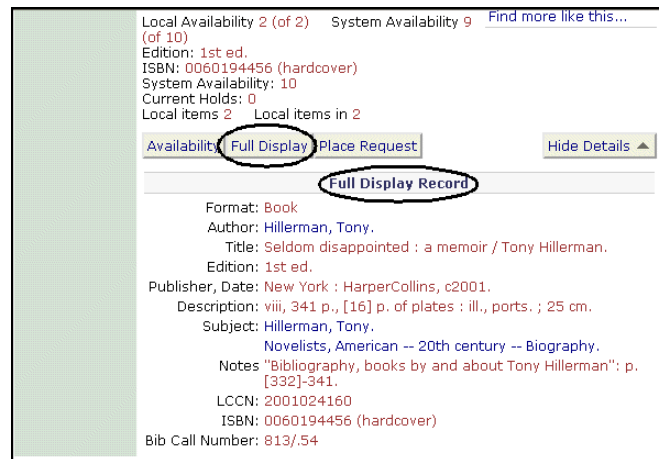 Local Availability 2 (of 2) System Availability 9 Find more like this...
(of 10)
Edition: 1st ed.
ISBN: 0060194456 (hardcover)
System Availability: 10
Current Holds: 0
Local items 2 Local items in 2
Availability Full Display Place Request Hide Details ▲
Full Display Record
Format: Book
Author: Hillerman, Tony.
Title: Seldom disappointed : a memoir / Tony Hillerman.
Edition: 1st ed.
Publisher, Date: New York : HarperCollins, c2001.
Description: viii, 341 p., [16] p. of plates : ill., ports. ; 25 cm.
Subject: Hillerman, Tony.
Novelists, American -- 20th century -- Biography.
Notes "Bibliography, books by and about Tony Hillerman": p.
[332]-341.
LCCN: 2001024160
ISBN: 0060194456 (hardcover)
Bib Call Number: 813/.54